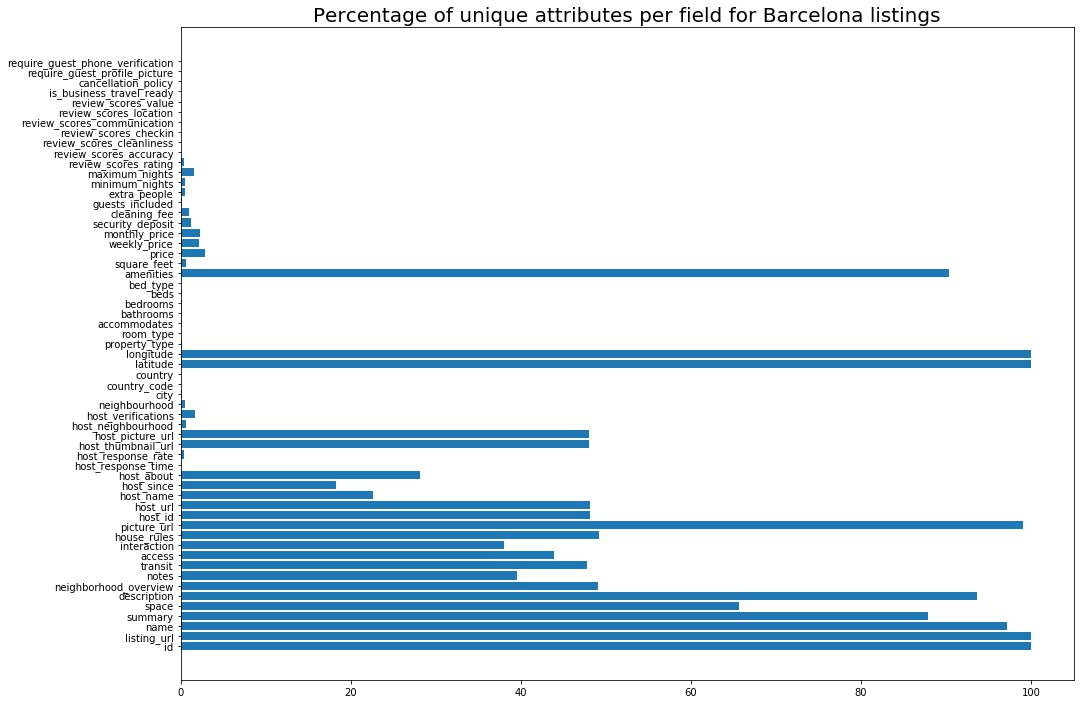 Percentage of unique attributes per field for Barcelona listings
require_guest_phone_verification
require_guest_profile_picture
cancellation_policy
is_business_travel_ready
review_scores_value
review_scores_location
review_scores_communication
review_scores_checkin
review_scores_cleanliness
review_scores_accuracy
review_scores_rating
maximum_nights
minimum_nights
extra_people
guests_included
cleaning_fee
security_deposit
monthly_price
weekly_price
price
square_feet
amenities
bed_type
beds
bedrooms
bathrooms
accommodates
room_type
property_type
longitude
latitude
country
country_code
city
neighbourhood
host_verifications
host_neighbourhood
host_picture_url
host_thumbnail_url
host_response_rate
host_response_time
host_about
host_since
host_name
host_url
host_id
picture_url
house_rules
interaction
access
transit
notes
neighborhood_overview
description
space
summary
name
listing_url
id
0 20 40 60 80 100